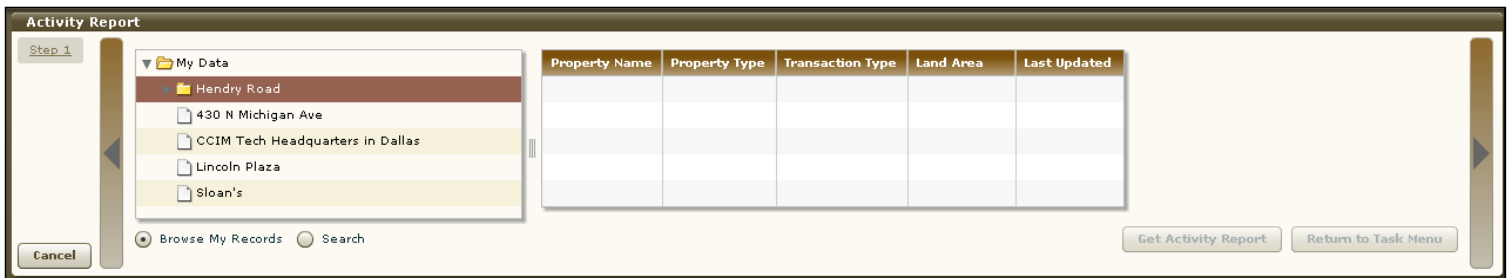 Activity Report
Step 1
My Data
Hendry Road
430 N Michigan Ave
CCIM Tech Headquarters in Dallas
Lincoln Plaza
Sloan's
Property Name Property Type Transaction Type Land Area Last Updated
Browse My Records Search
Get Activity Report Return to Task Menu
Cancel